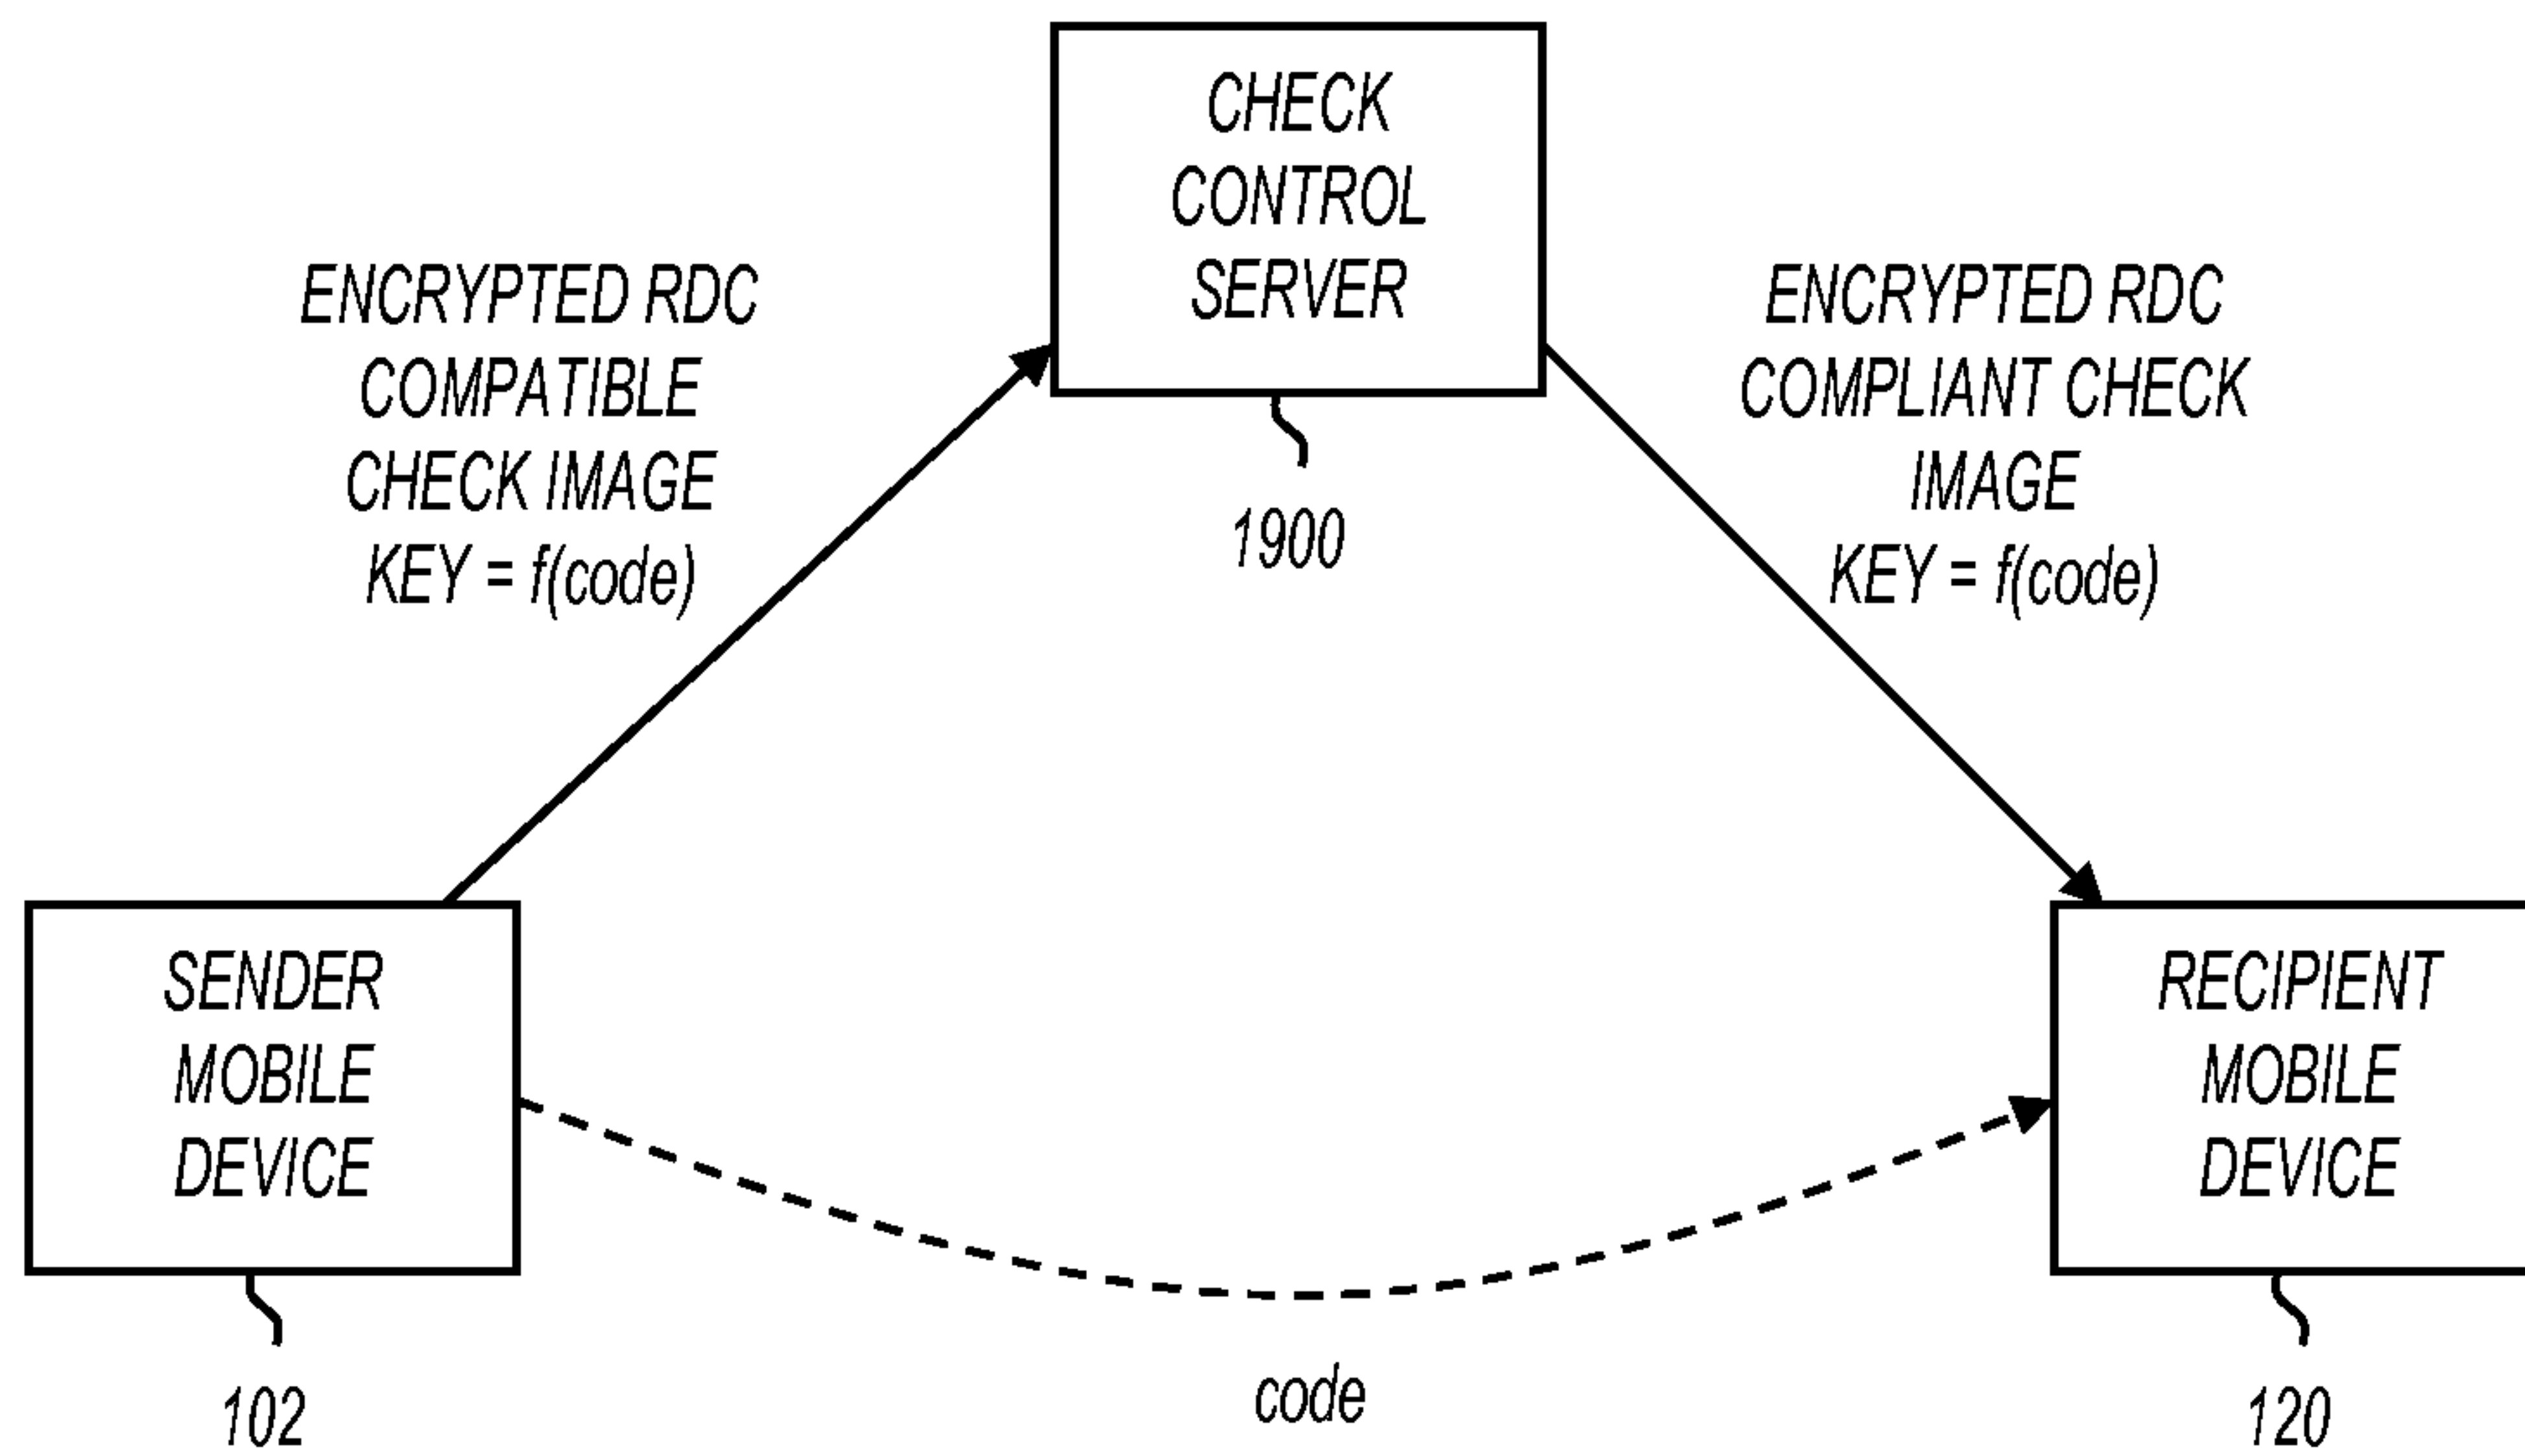 CHECK
CONTROL
SERVER
1900
ENCRYPTED RDC
COMPATIBLE
CHECK IMAGE
KEY = f(code)
ENCRYPTED RDC
COMPLIANT CHECK
IMAGE
KEY = f(code)
SENDER
MOBILE
DEVICE
102
code
RECIPIENT
MOBILE
DEVICE
120